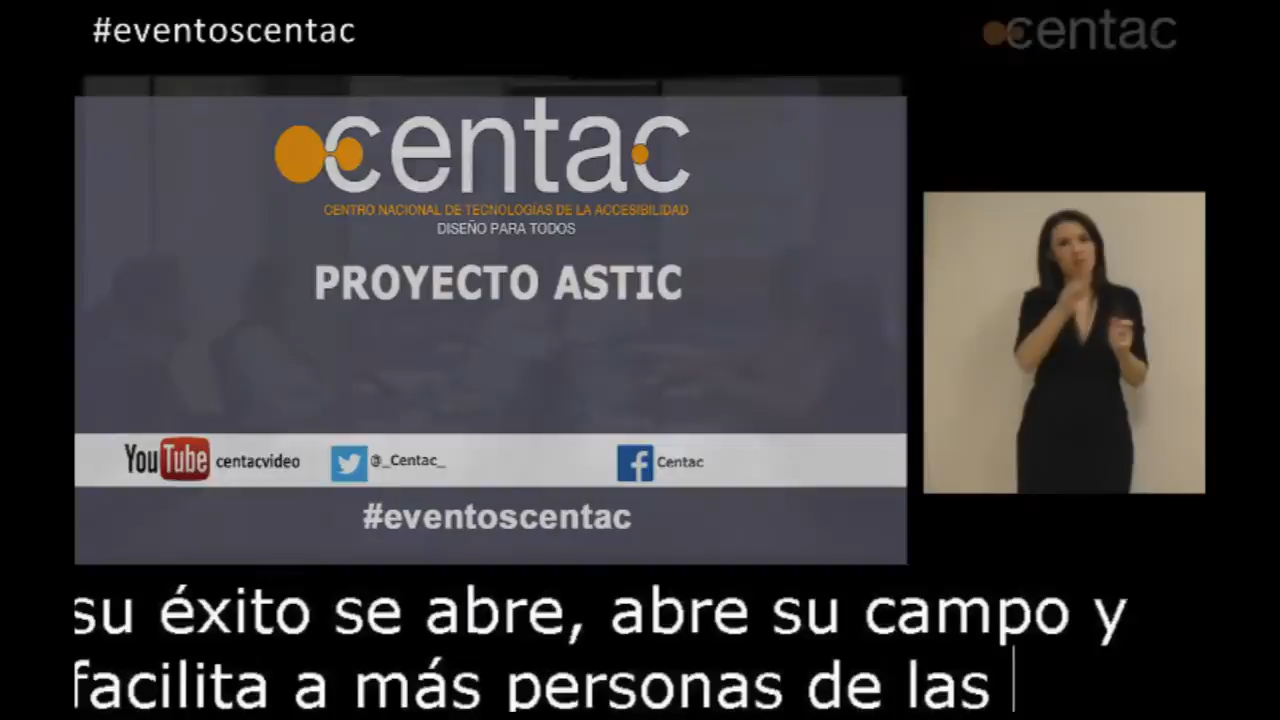 #eventoscentac
centac
centac
CENTRO NACIONAL DE TECNOLOGÍAS DE LA ACCESIBILIDAD
DISEÑO PARA TODOS
PROYECTO ASTIC
YouTube centacvideo
@_Centac_
Centac
#eventoscentac
su éxito se abre, abre su campo y
facilita a más personas de las